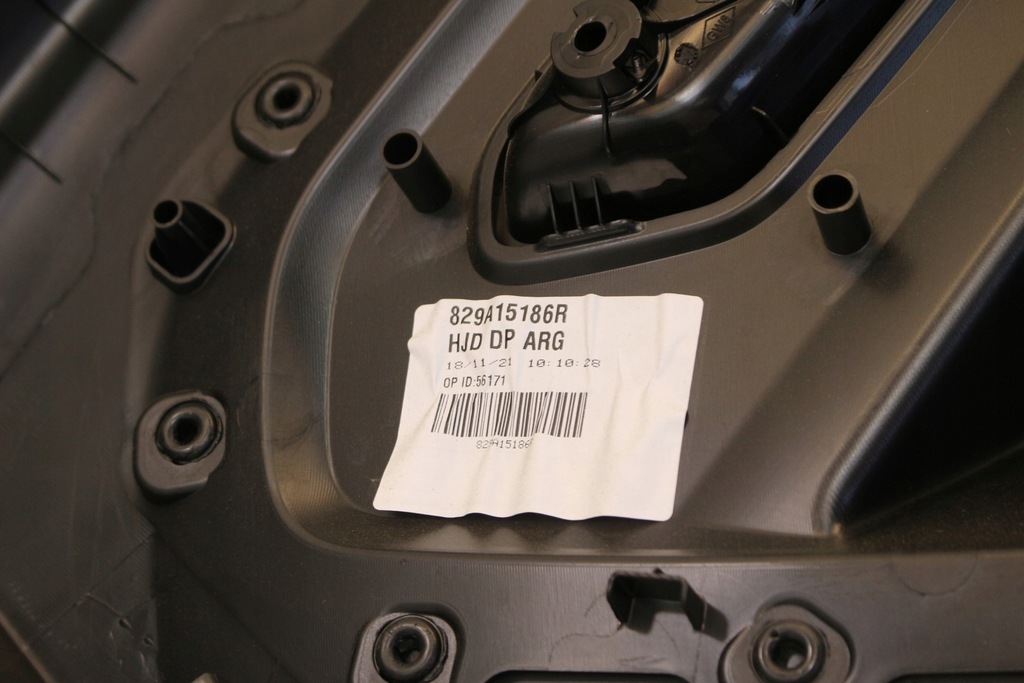 829A15186R
HJD DP ARG
18/11/21 10:10:28
OP ID:56171
829A15186